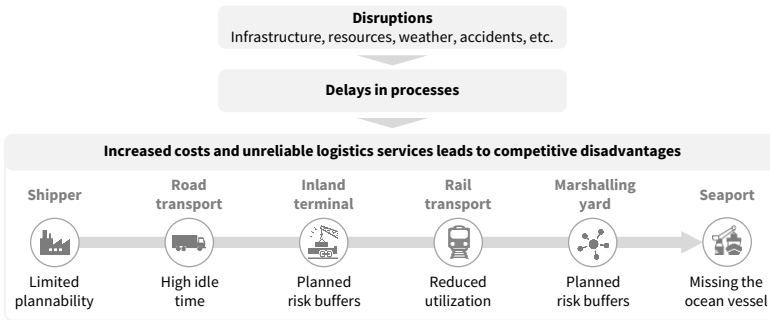 Disruptions
Infrastructure, resources, weather, accidents, etc.
Delays in processes
Increased costs and unreliable logistics services leads to competitive disadvantages
Shipper
Road
transport
Inland
terminal
Rail
transport
Marshalling
yard
Seaport
Limited
plannability
High idle
time
Planned
risk buffers
Reduced
utilization
Planned
risk buffers
Missing the
ocean vessel